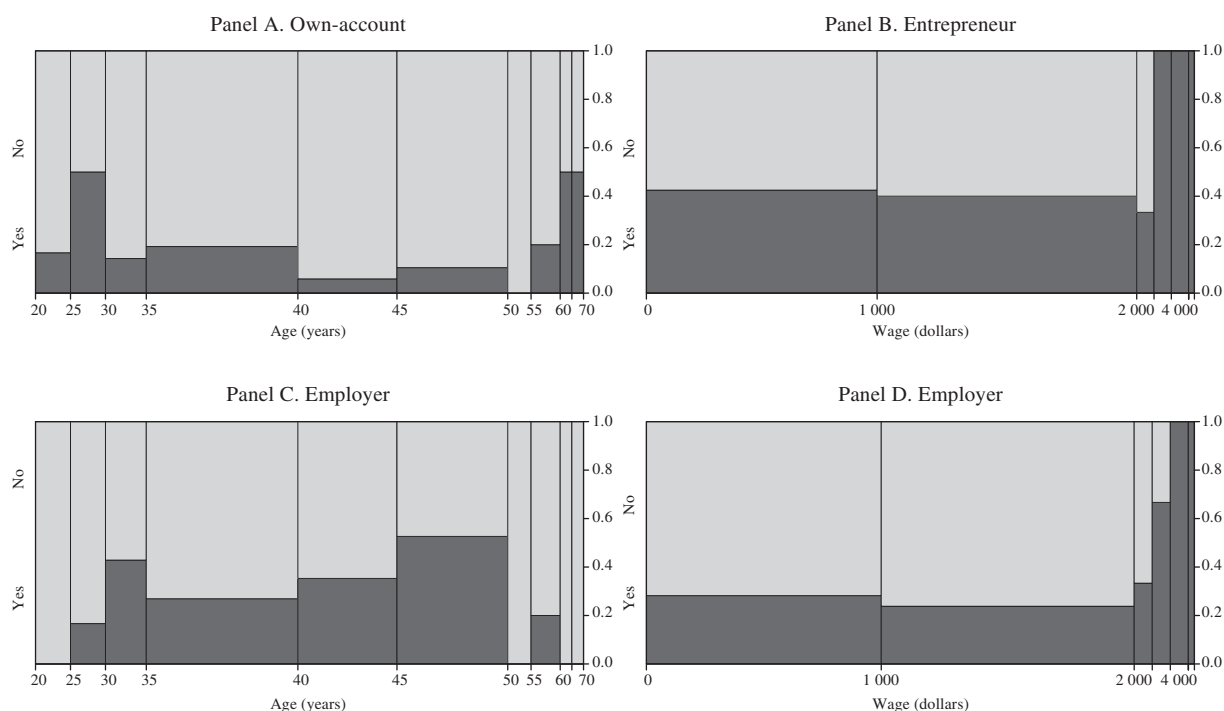 Panel A. Own-account
No
Yes
1.0
0.8
0.6
0.4
0.2
0.0
20 25 30 35 40 45 50 55 60 70
Age (years)
Panel B. Entrepreneur
No
Yes
1.0
0.8
0.6
0.4
0.2
0.0
0 1 000 2 000 4 000
Wage (dollars)
Panel C. Employer
No
Yes
1.0
0.8
0.6
0.4
0.2
0.0
20 25 30 35 40 45 50 55 60 70
Age (years)
Panel D. Employer
No
Yes
1.0
0.8
0.6
0.4
0.2
0.0
0 1 000 2 000 4 000
Wage (dollars)